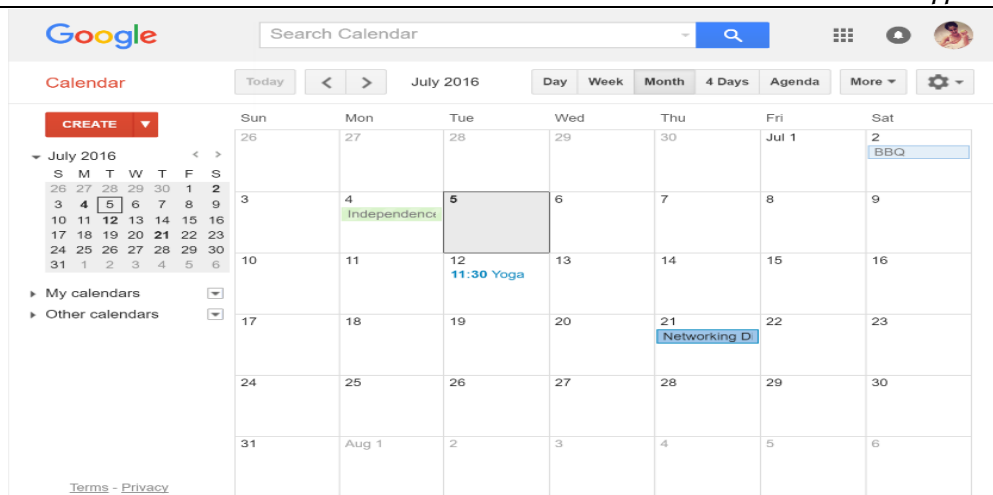 Google
Search Calendar
Calendar
Today < > July 2016 Day Week Month 4 Days Agenda More
CREATE
July 2016 < >
S M T W T F S
26 27 28 29 30 1 2
3 4 5 6 7 8 9
10 11 12 13 14 15 16
17 18 19 20 21 22 23
24 25 26 27 28 29 30
31 1 2 3 4 5 6
My calendars
Other calendars
Terms - Privacy
Sun Mon Tue Wed Thu Fri Sat
26 27 28 29 30 Jul 1 2
BBQ
3 4 5 6 7 8 9
Independence
10 11 12 13 14 15 16
11:30 Yoga
17 18 19 20 21 22 23
Networking Di
24 25 26 27 28 29 30
31 Aug 1 2 3 4 5 6